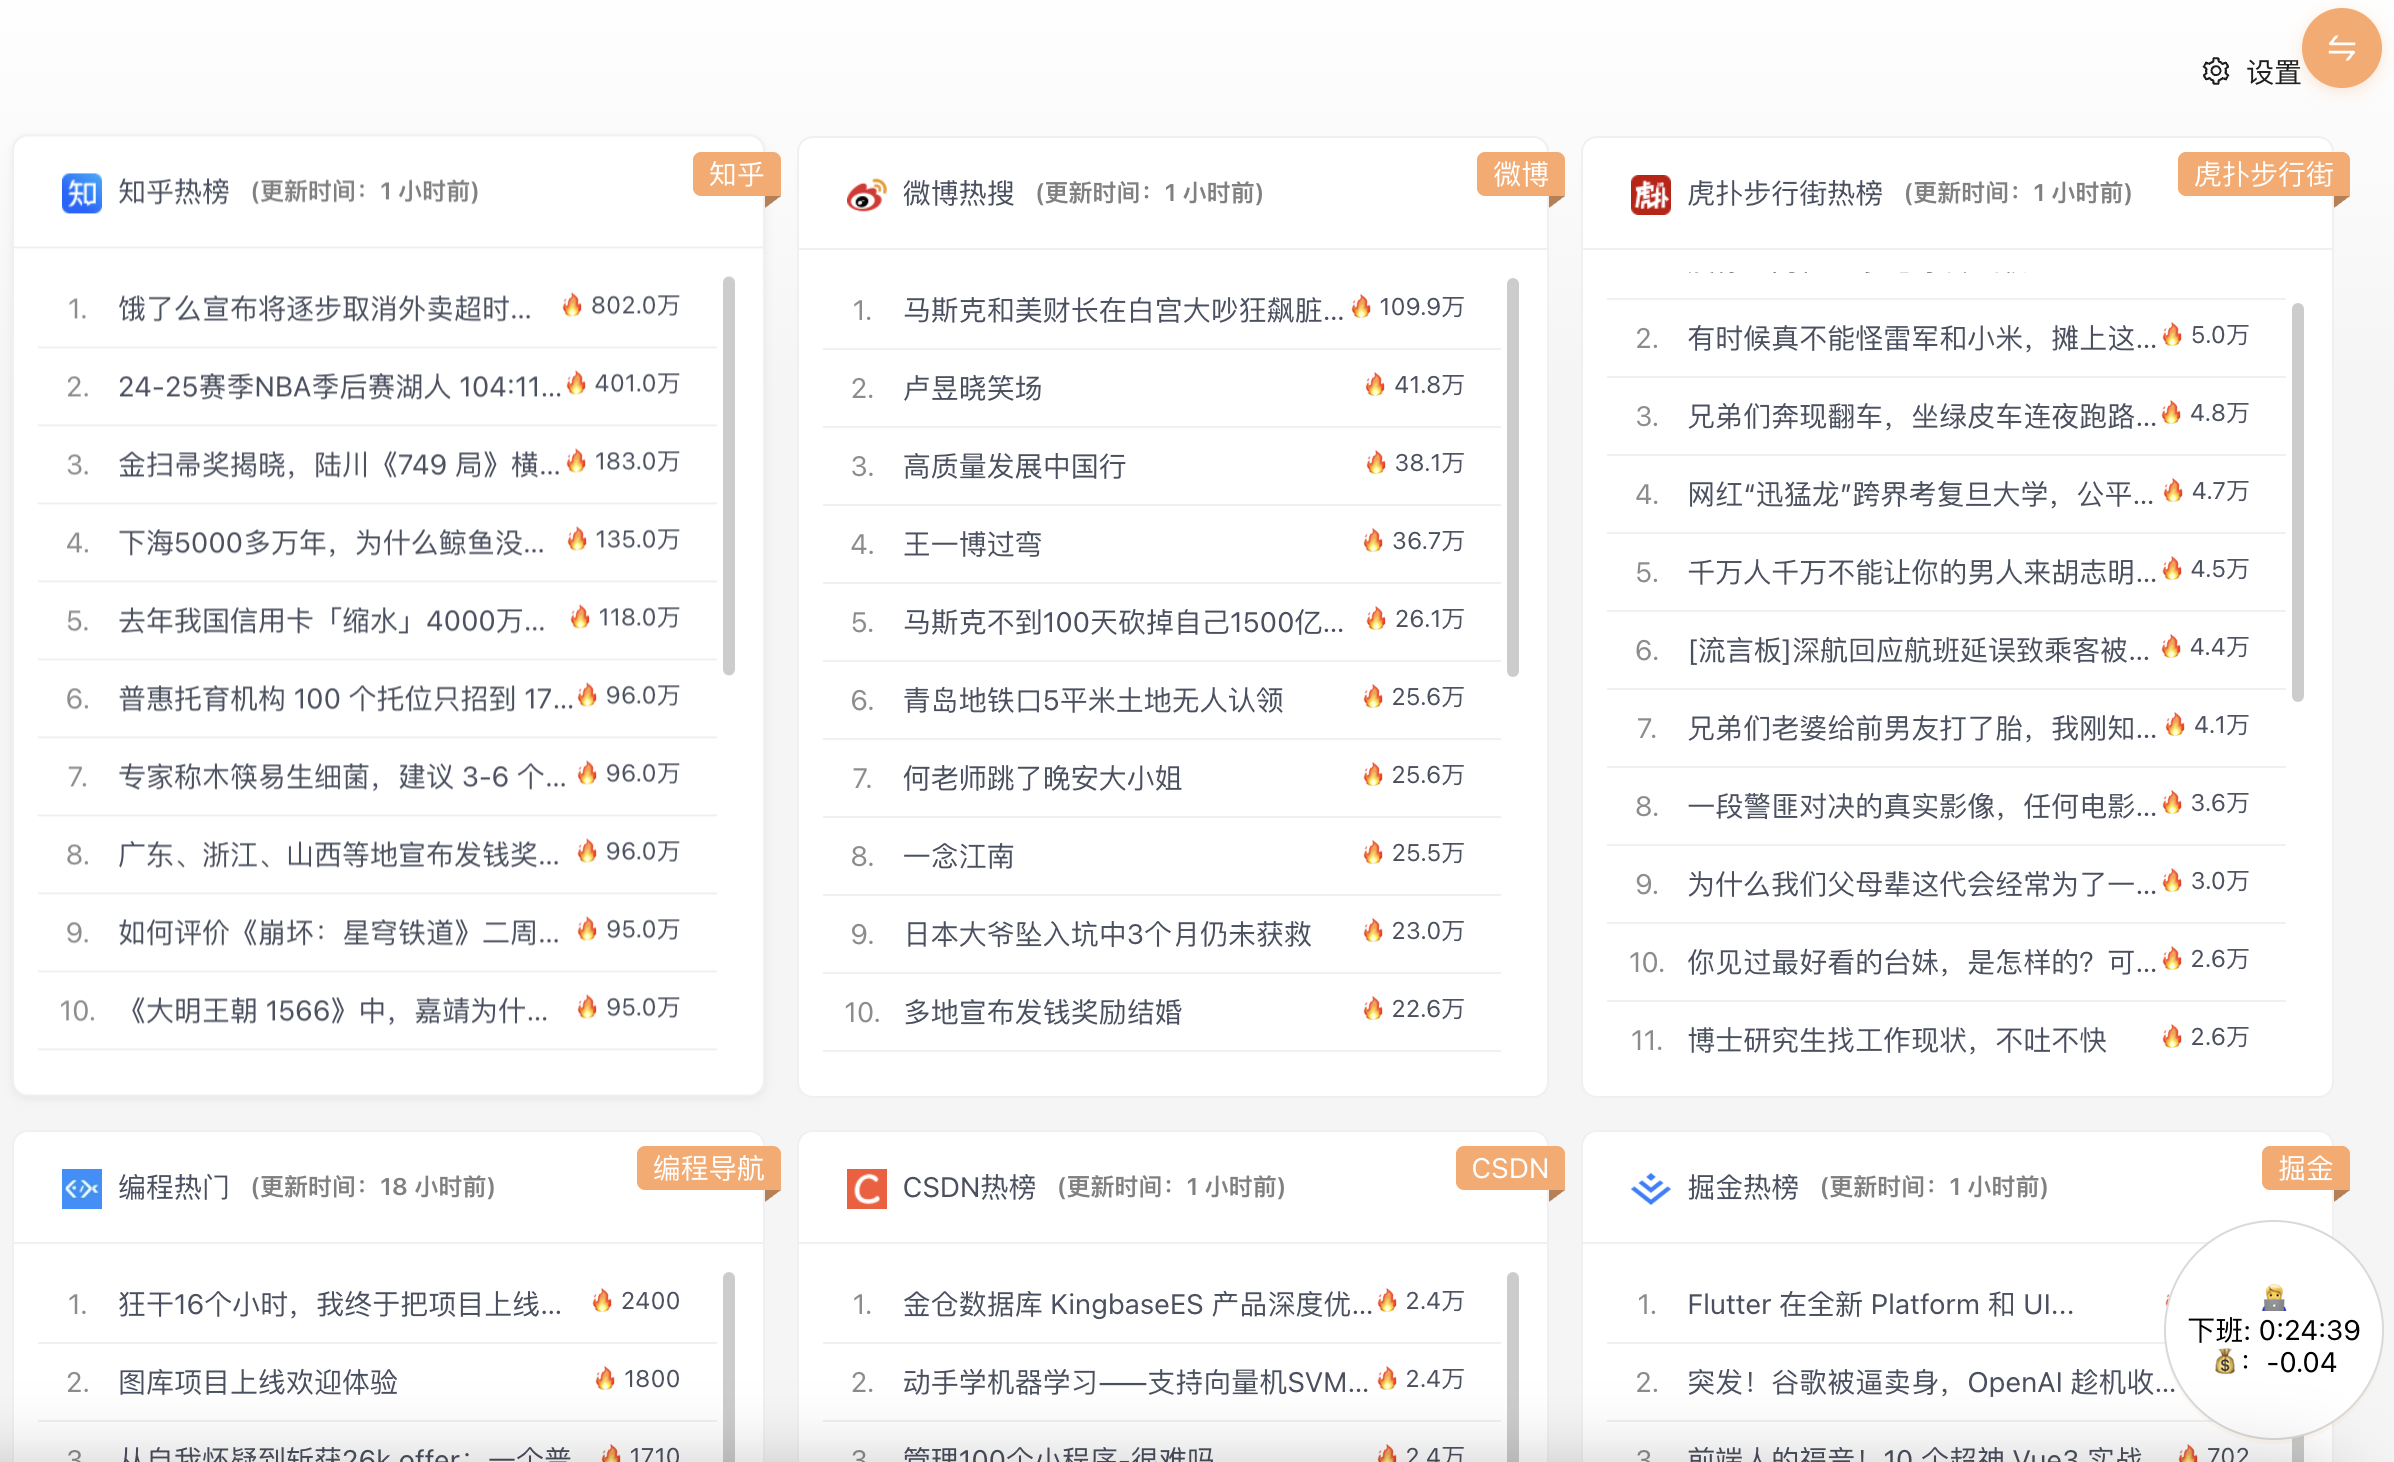 设置
知乎热榜 (更新时间：1 小时前) 知乎
1. 饿了么宣布将逐步取消外卖超时... 🔥 802.0万
2. 24-25赛季NBA季后赛湖人 104:11... 🔥 401.0万
3. 金扫帚奖揭晓，陆川《749 局》横... 🔥 183.0万
4. 下海5000多万年，为什么鲸鱼没... 🔥 135.0万
5. 去年我国信用卡「缩水」4000万... 🔥 118.0万
6. 普惠托育机构 100 个托位只招到 17... 🔥 96.0万
7. 专家称木筷易生细菌，建议 3-6 个... 🔥 96.0万
8. 广东、浙江、山西等地宣布发钱奖... 🔥 96.0万
9. 如何评价《崩坏：星穹铁道》二周... 🔥 95.0万
10. 《大明王朝 1566》中，嘉靖为什... 🔥 95.0万
微博热搜 (更新时间：1 小时前) 微博
1. 马斯克和美财长在白宫大吵狂飙脏... 🔥 109.9万
2. 卢昱晓笑场 🔥 41.8万
3. 高质量发展中国行 🔥 38.1万
4. 王一博过弯 🔥 36.7万
5. 马斯克不到100天砍掉自己1500亿... 🔥 26.1万
6. 青岛地铁口5平米土地无人认领 🔥 25.6万
7. 何老师跳了晚安大小姐 🔥 25.6万
8. 一念江南 🔥 25.5万
9. 日本大爷坠入坑中3个月仍未获救 🔥 23.0万
10. 多地宣布发钱奖励结婚 🔥 22.6万
虎扑步行街热榜 (更新时间：1 小时前) 虎扑步行街
2. 有时候真不能怪雷军和小米，摊上这... 🔥 5.0万
3. 兄弟们奔现翻车，坐绿皮车连夜跑路... 🔥 4.8万
4. 网红“迅猛龙”跨界考复旦大学，公平... 🔥 4.7万
5. 千万人千万不能让你的男人来胡志明... 🔥 4.5万
6. [流言板]深航回应航班延误致乘客被... 🔥 4.4万
7. 兄弟们老婆给前男友打了胎，我刚知... 🔥 4.1万
8. 一段警匪对决的真实影像，任何电影... 🔥 3.6万
9. 为什么我们父母辈这代会经常为了一... 🔥 3.0万
10. 你见过最好看的台妹，是怎样的？可... 🔥 2.6万
11. 博士研究生找工作现状，不吐不快 🔥 2.6万
编程热门 (更新时间：18 小时前) 编程导航
1. 狂干16个小时，我终于把项目上线... 🔥 2400
2. 图库项目上线欢迎体验 🔥 1800
3. 从自我怀疑到斩获26k offer：一个普... 🔥 1710
CSDN热榜 (更新时间：1 小时前) CSDN
1. 金仓数据库 KingbaseES 产品深度优... 🔥 2.4万
2. 动手学机器学习——支持向量机SVM... 🔥 2.4万
3. 管理100个小程序-很难吗 🔥 2.4万
掘金热榜 (更新时间：1 小时前) 掘金
1. Flutter 在全新 Platform 和 UI...
2. 突发！谷歌被逼卖身，OpenAI 趁机收...
3. 前端人的福音！10 个超神 Vue3 实战 🔥 702
下班: 0:24:39
💰： -0.04